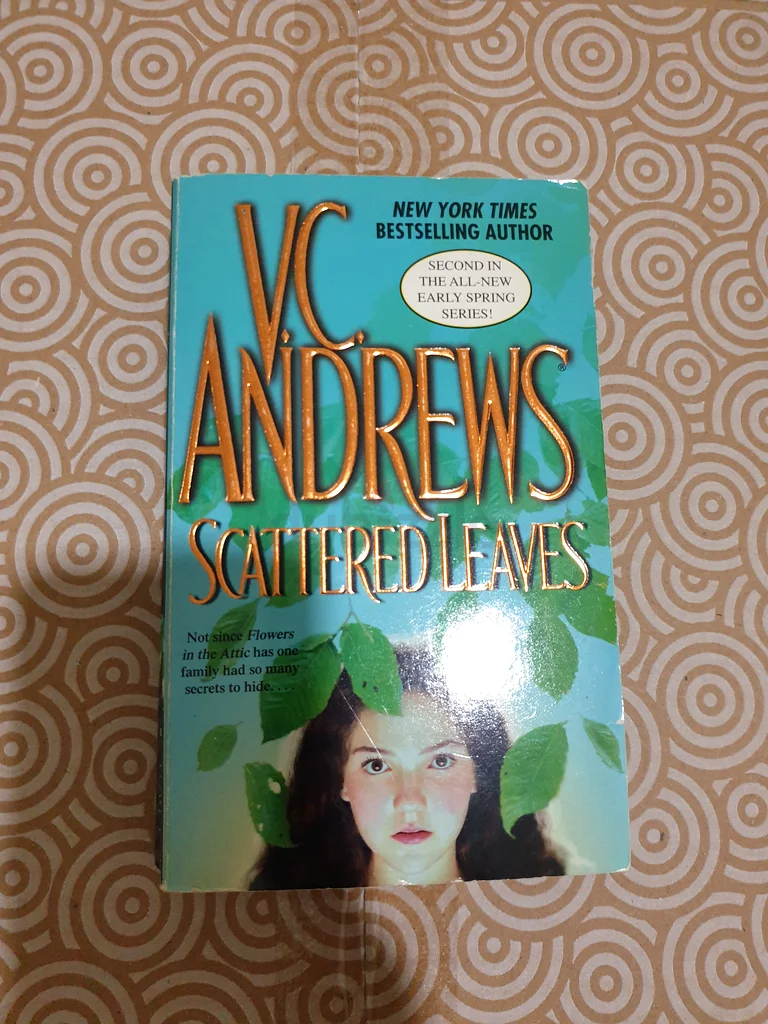 V.C.
ANDREWS®
NEW YORK TIMES
BESTSELLING AUTHOR
SECOND IN
THE ALL-NEW
EARLY SPRING
SERIES!
SCATTERED LEAVES
Not since Flowers
in the Attic has one
family had so many
secrets to hide. . . .